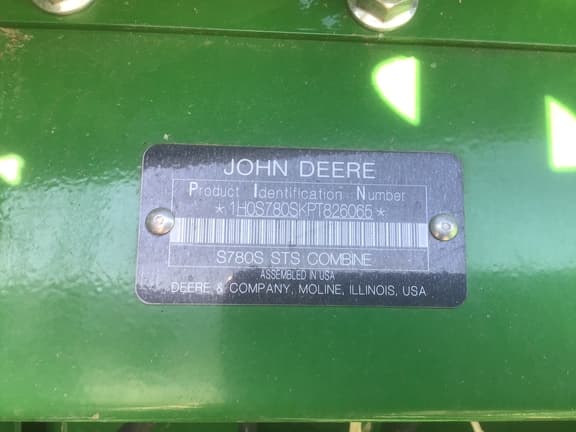 JOHN DEERE
Product Identification Number
*1H0S780SKPT826065*
S780S STS COMBINE
ASSEMBLED IN USA
DEERE & COMPANY, MOLINE, ILLINOIS, USA